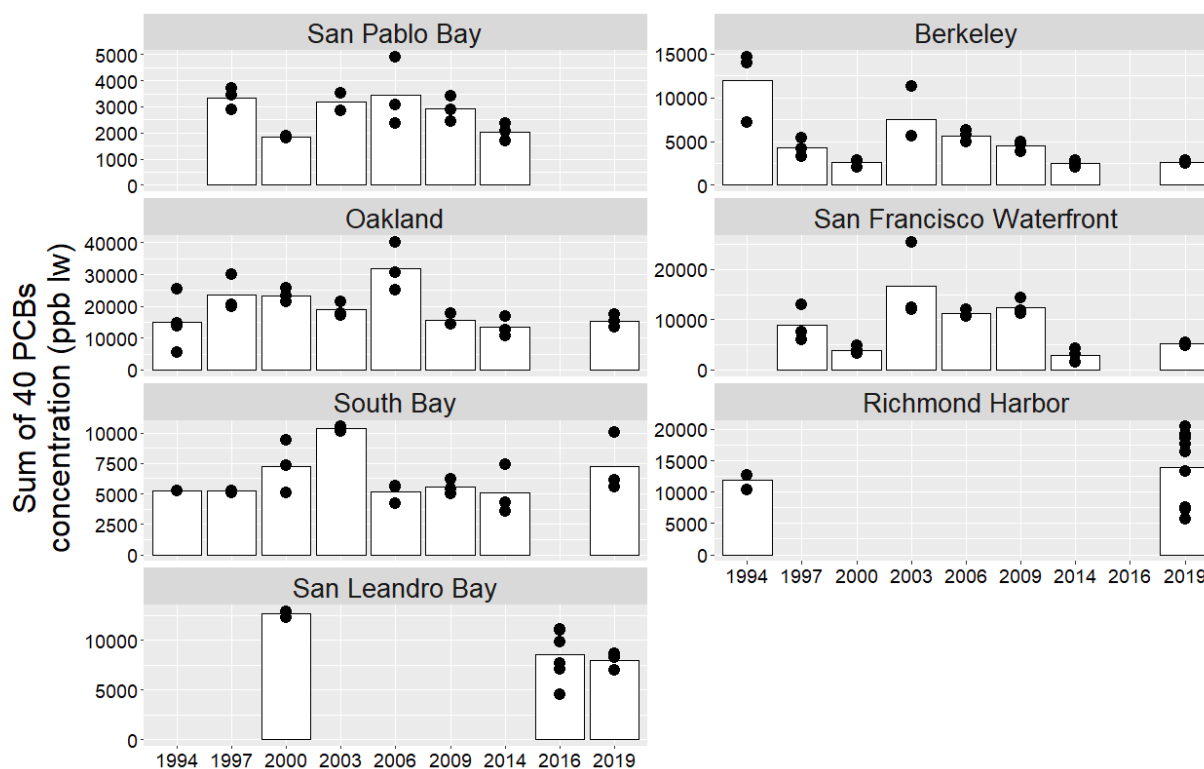 Sum of 40 PCBs
concentration (ppb lw)
San Pablo Bay
5000
4000
3000
2000
1000
0
Berkeley
15000
10000
5000
0
Oakland
40000
30000
20000
10000
0
San Francisco Waterfront
20000
10000
0
South Bay
10000
7500
5000
2500
0
Richmond Harbor
20000
15000
10000
5000
0
1994 1997 2000 2003 2006 2009 2014 2016 2019
San Leandro Bay
10000
5000
0
1994 1997 2000 2003 2006 2009 2014 2016 2019